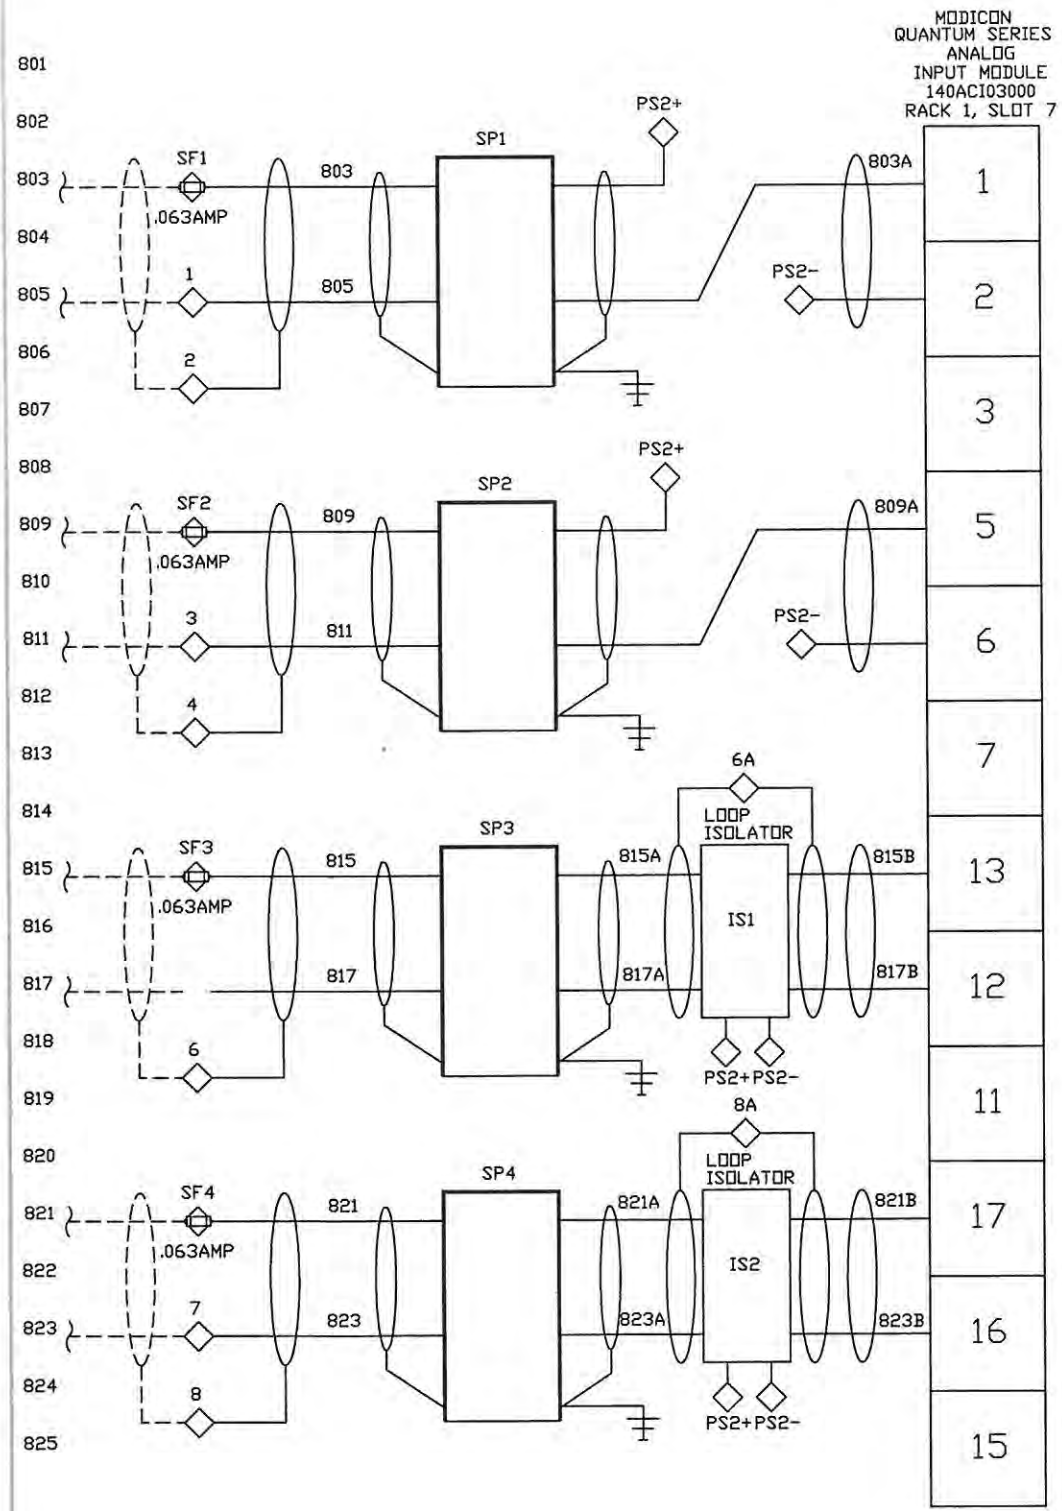 MODICON
QUANTUM SERIES
ANALOG
INPUT MODULE
140ACI03000
RACK 1, SLOT 7
801
802
PS2+
SP1
803
SF1
803
803A
1
.063AMP
804
805
1
805
PS2-
2
806
2
807
3
808
PS2+
SP2
809
SF2
809
809A
5
.063AMP
810
811
3
811
PS2-
6
812
4
813
7
6A
814
LOOP
ISOLATOR
SP3
815
SF3
815
815A
815B
13
.063AMP
816
IS1
817
817
817A
817B
12
818
6
PS2+
PS2-
819
11
8A
820
LOOP
ISOLATOR
SP4
821
SF4
821
821A
821B
17
.063AMP
822
IS2
823
7
823
823A
823B
16
824
8
PS2+
PS2-
825
15